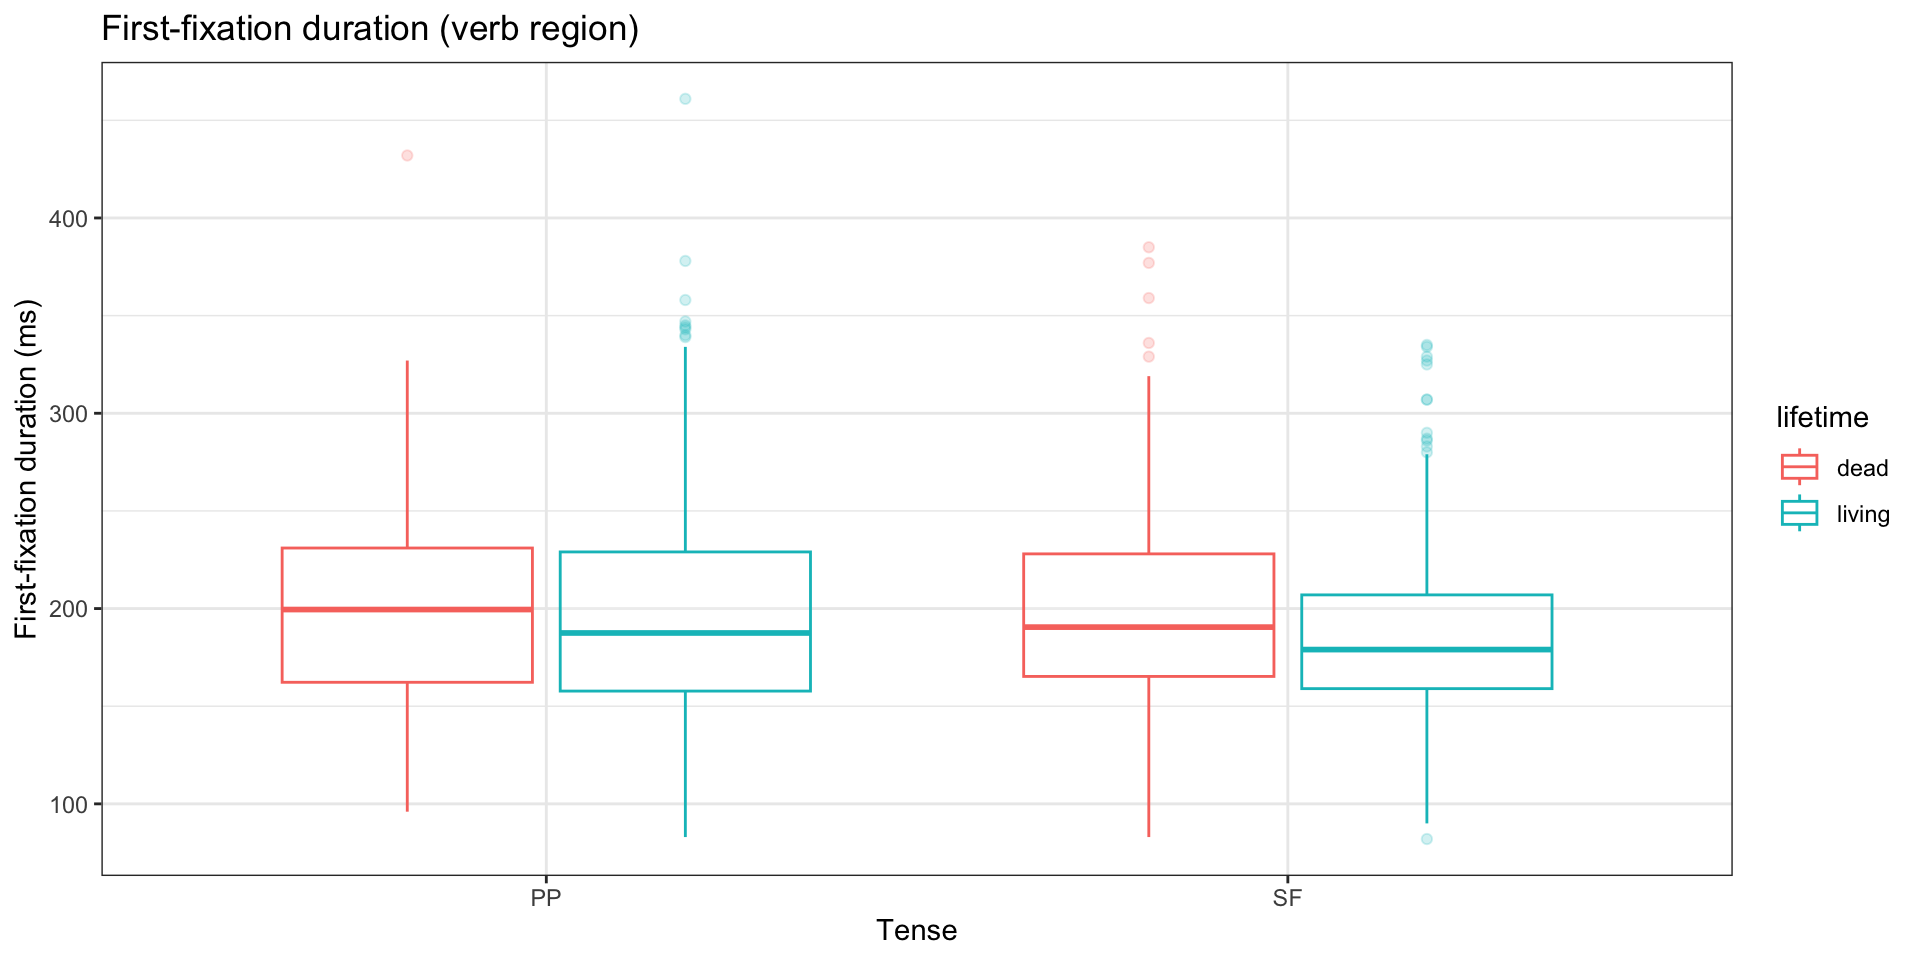 First-fixation duration (verb region)
First-fixation duration (ms)
400
300
200
100
PP
SF
Tense
lifetime
dead
living